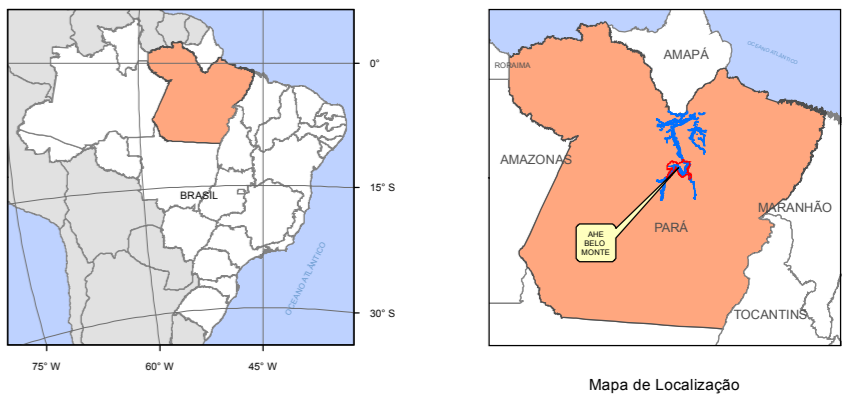 0°
15° S
30° S
75° W
60° W
45° W
BRASIL
OCEANO ATLÂNTICO
RORAIMA
AMAPÁ
OCEANO ATLÂNTICO
AMAZONAS
MARANHÃO
PARÁ
AHE
BELO
MONTE
TOCANTINS
Mapa de Localização